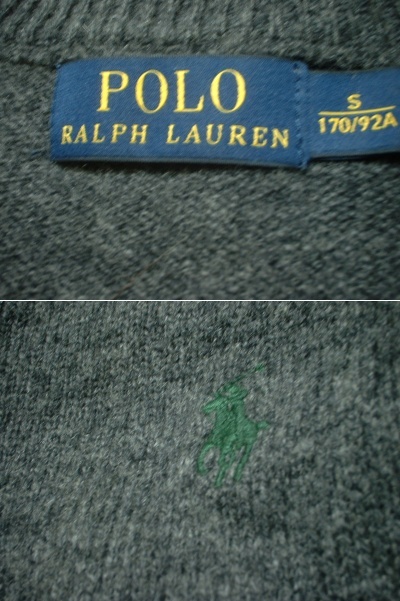 POLO
RALPH LAUREN
S
170/92A